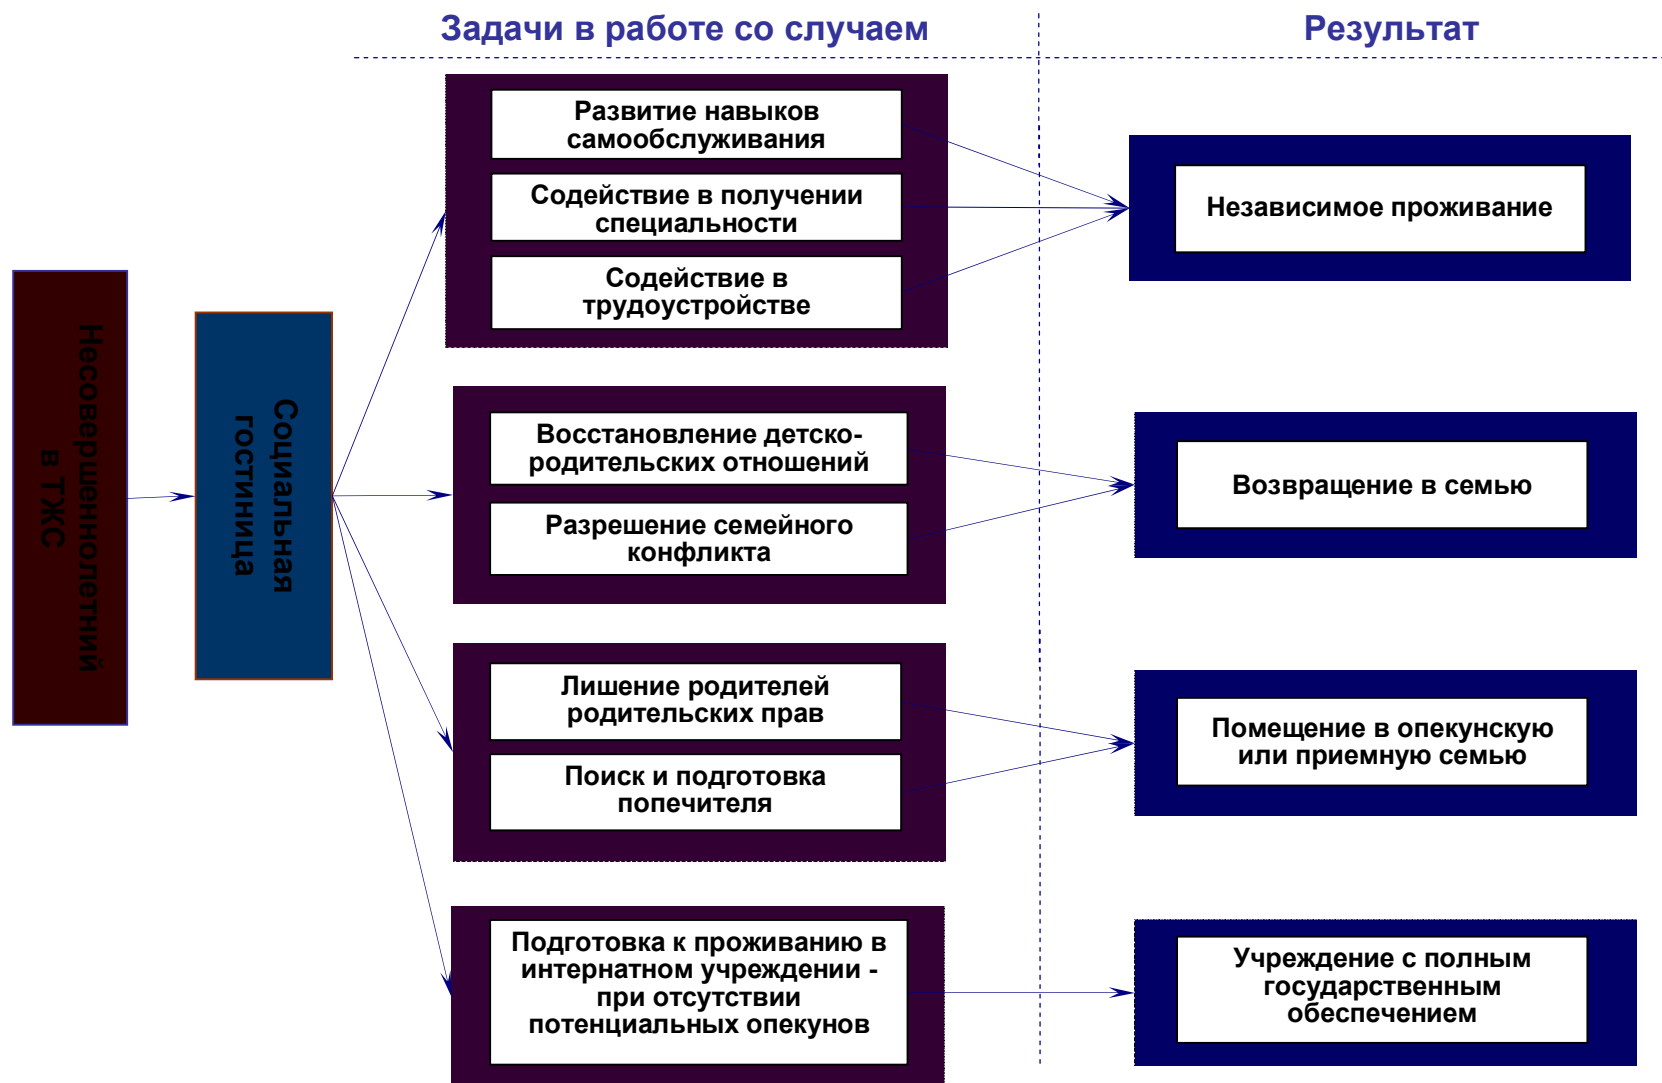 Задачи в работе со случаем
Результат
Несовершеннолетний
в ТЖС
Социальная
гостиница
Развитие навыков
самообслуживания
Содействие в получении
специальности
Содействие в
трудоустройстве
Независимое проживание
Восстановление детско-
родительских отношений
Разрешение семейного
конфликта
Возвращение в семью
Лишение родителей
родительских прав
Поиск и подготовка
попечителя
Помещение в опекунскую
или приемную семью
Подготовка к проживанию в
интернатном учреждении -
при отсутствии
потенциальных опекунов
Учреждение с полным
государственным
обеспечением